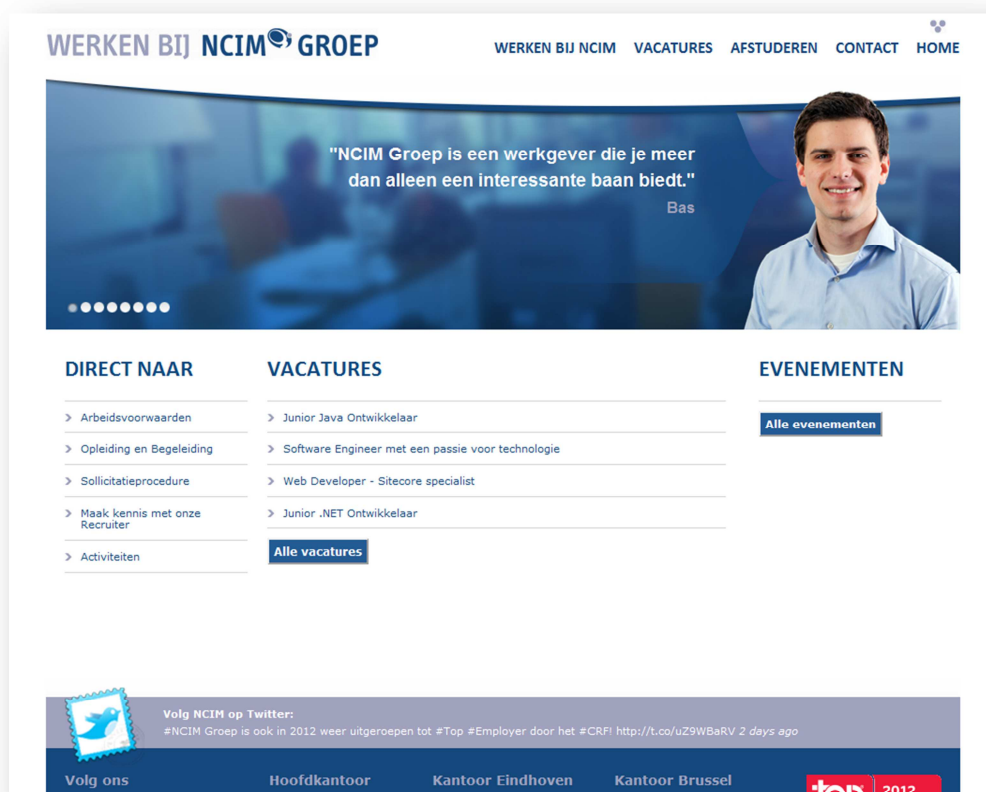 WERKEN BIJ NCIM GROEP
WERKEN BIJ NCIM VACATURES AFSTUDEREN CONTACT HOME
"NCIM Groep is een werkgever die je meer
dan alleen een interessante baan biedt."
Bas
DIRECT NAAR
Arbeidsvoorwaarden
Opleiding en Begeleiding
Sollicitatieprocedure
Maak kennis met onze
Recruiter
Activiteiten
VACATURES
Junior Java Ontwikkelaar
Software Engineer met een passie voor technologie
Web Developer - Sitecore specialist
Junior .NET Ontwikkelaar
Alle vacatures
EVENEMENTEN
Alle evenementen
Volg NCIM op Twitter:
#NCIM Groep is ook in 2012 weer uitgeroepen tot #Top #Employer door het #CRF! http://t.co/uZ9WBaRV 2 days ago
Volg ons
Hoofdkantoor
Kantoor Eindhoven
Kantoor Brussel
top 2012